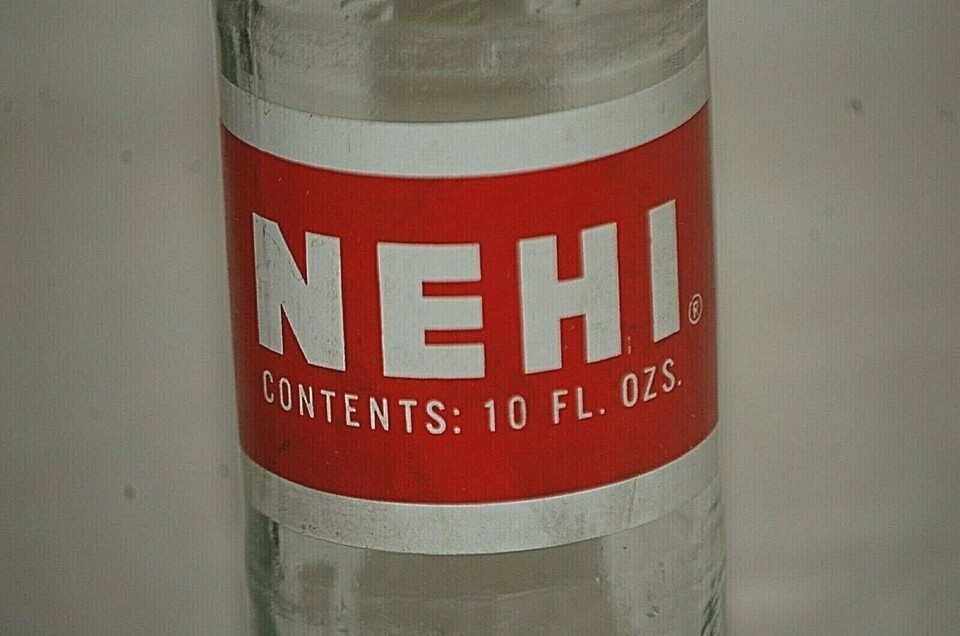 NEHI®
CONTENTS: 10 FL. OZS.